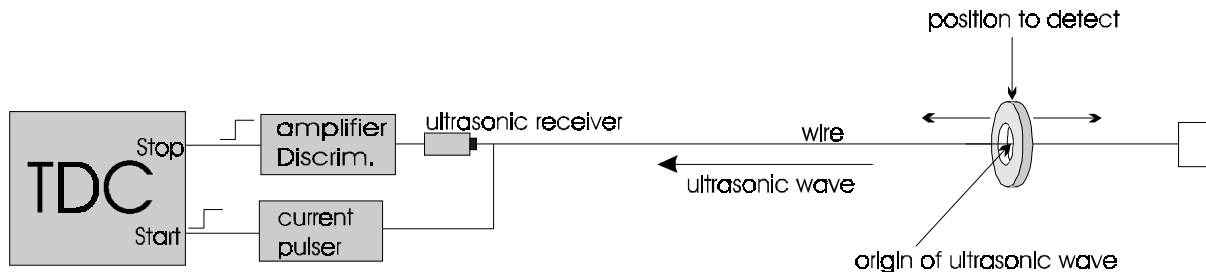 position to detect
TDC
Stop
Start
amplifier
Discrim.
current
pulser
ultrasonic receiver
wire
ultrasonic wave
origin of ultrasonic wave